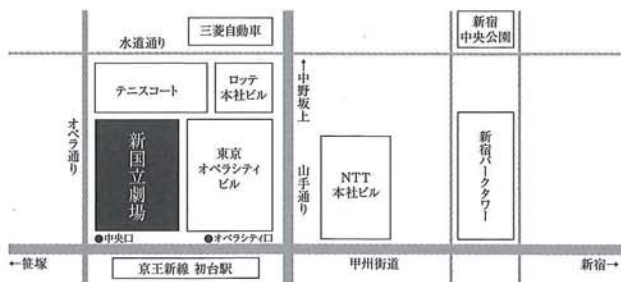 三菱自動車
新宿
中央公園
水道通り
テニスコート
ロッテ
本社ビル
←中野坂上
オペラ通り
新国立劇場
東京
オペラシティ
ビル
山手通り
NTT
本社ビル
新宿パークタワー
●中央口
●オペラシティ口
←笹塚
京王新線 初台駅
甲州街道
新宿→